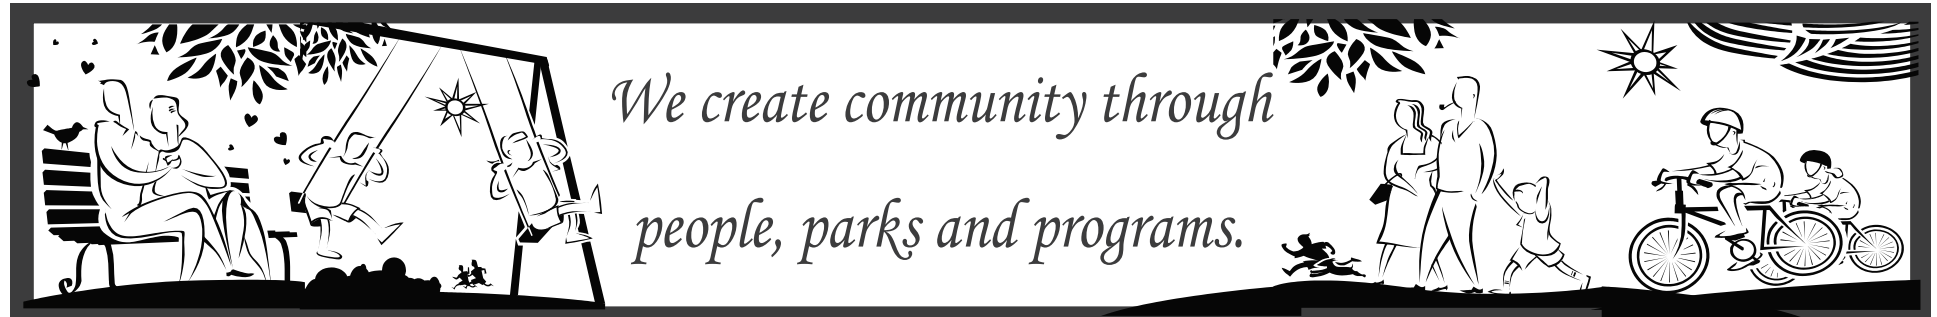 We create community through
people, parks and programs.